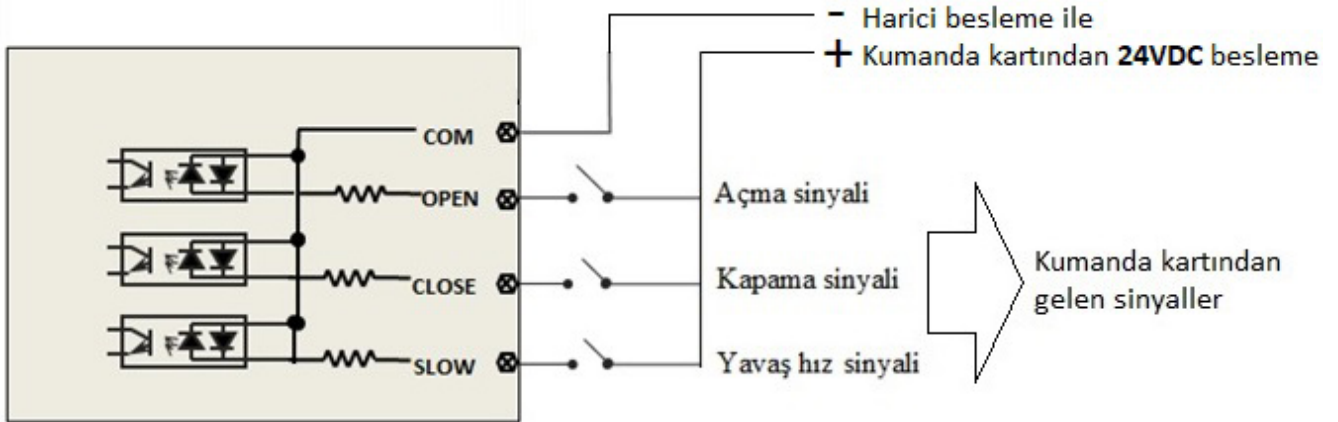 - Harici besleme ile
+ Kumanda kartından 24VDC besleme
COM
OPEN
Açma sinyali
CLOSE
Kapama sinyali
SLOW
Yavaş hız sinyali
Kumanda kartından
gelen sinyaller